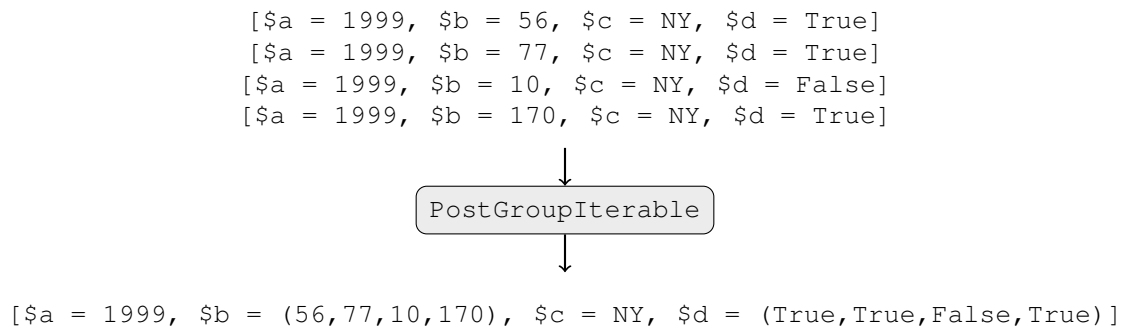 [$a = 1999, $b = 56, $c = NY, $d = True]
[$a = 1999, $b = 77, $c = NY, $d = True]
[$a = 1999, $b = 10, $c = NY, $d = False]
[$a = 1999, $b = 170, $c = NY, $d = True]
PostGroupIterable
[$a = 1999, $b = (56,77,10,170), $c = NY, $d = (True,True,False,True)]